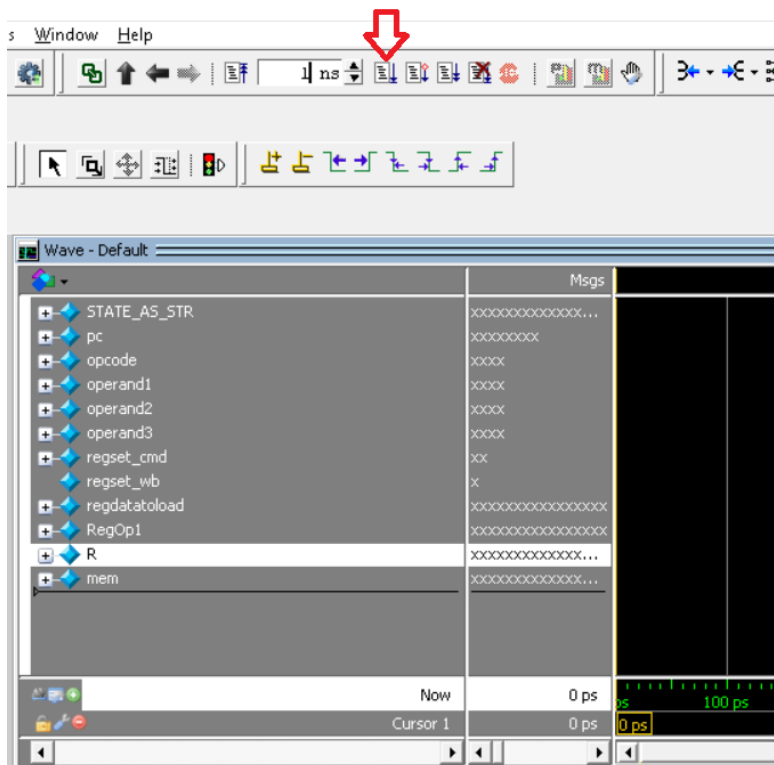 s Window Help
1 ns
Wave - Default
Msgs
STATE_AS_STR xxxxxxxxxxxxx...
pc xxxxxxxx
opcode xxxx
operand1 xxxx
operand2 xxxx
operand3 xxxx
regset_cmd xx
regset_wb x
regdatatoload xxxxxxxxxxxxxxxx
RegOp1 xxxxxxxxxxxxxxxx
R xxxxxxxxxxxxx...
mem xxxxxxxxxxxxx...
Now 0 ps ps 100 ps
Cursor 1 0 ps 0 ps